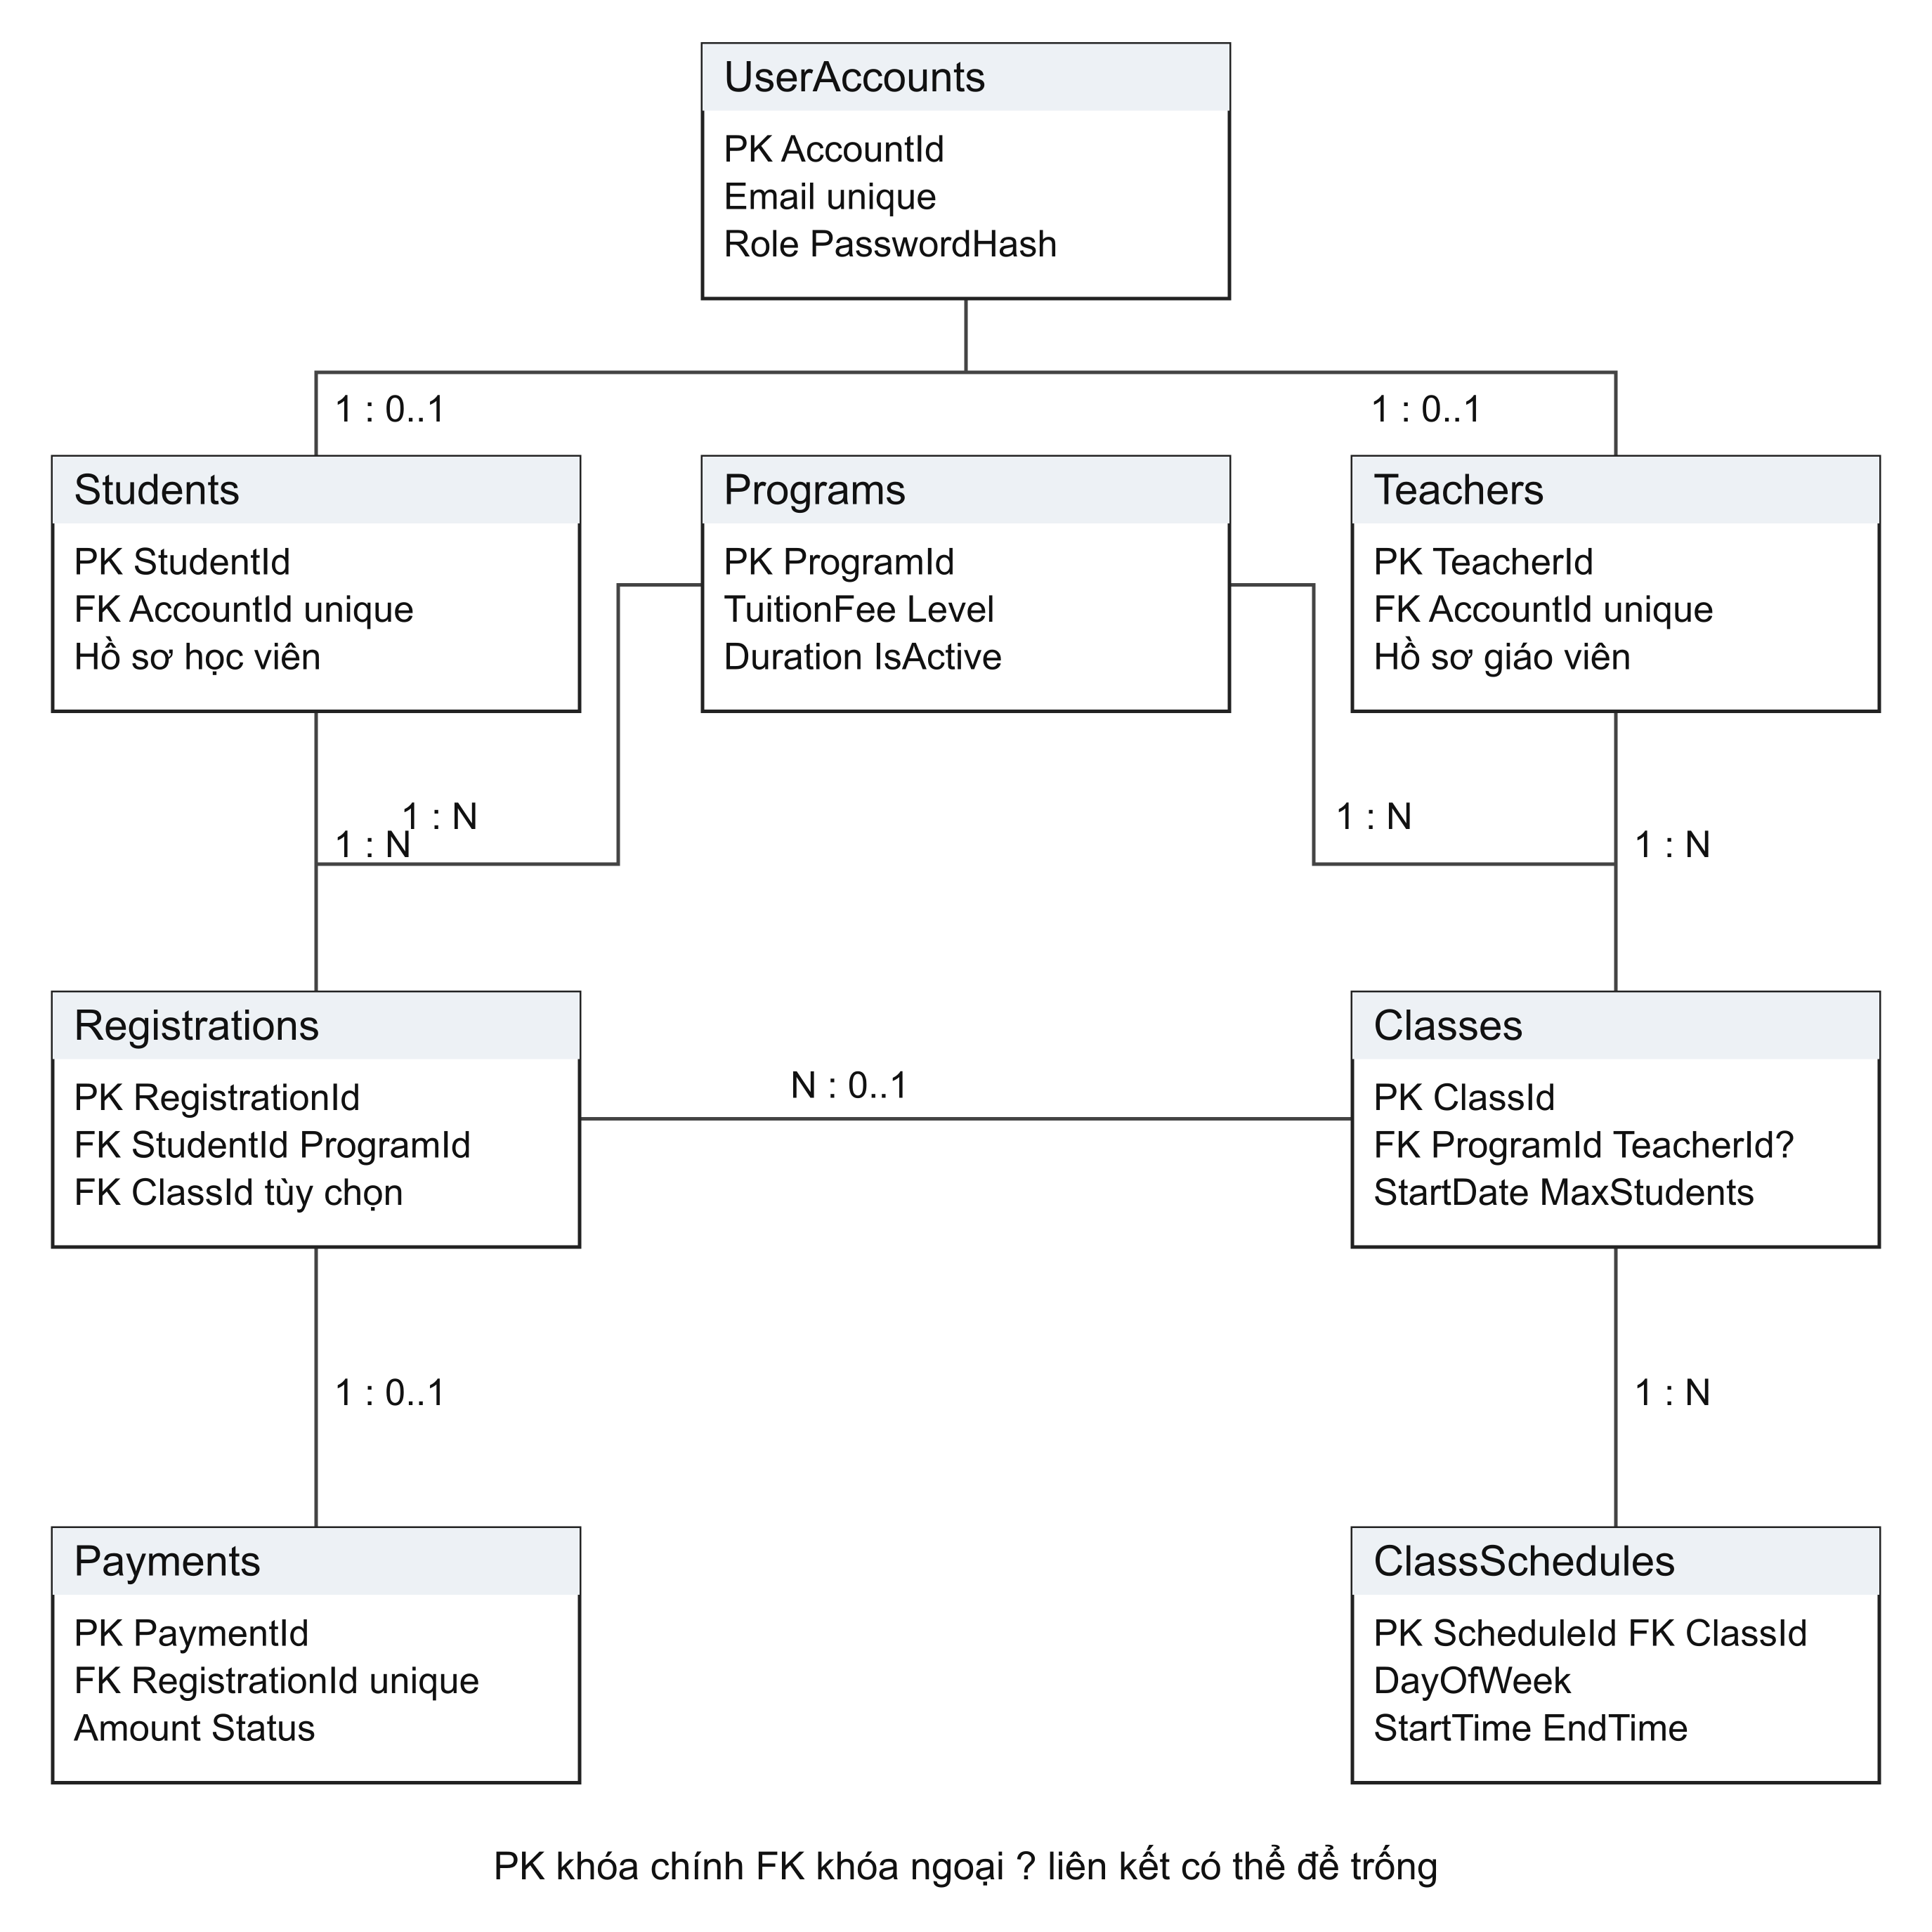 UserAccounts
PK AccountId
Email unique
Role PasswordHash
1 : 0..1
1 : 0..1
Students
PK StudentId
FK AccountId unique
Hồ sơ học viên
Programs
PK ProgramId
TuitionFee Level
Duration IsActive
Teachers
PK TeacherId
FK AccountId unique
Hồ sơ giáo viên
1 : N
1 : N
1 : N
1 : N
Registrations
PK RegistrationId
FK StudentId ProgramId
FK ClassId tùy chọn
N : 0..1
Classes
PK ClassId
FK ProgramId TeacherId?
StartDate MaxStudents
1 : 0..1
1 : N
Payments
PK PaymentId
FK RegistrationId unique
Amount Status
ClassSchedules
PK ScheduleId FK ClassId
DayOfWeek
StartTime EndTime
PK khóa chính FK khóa ngoại ? liên kết có thể để trống